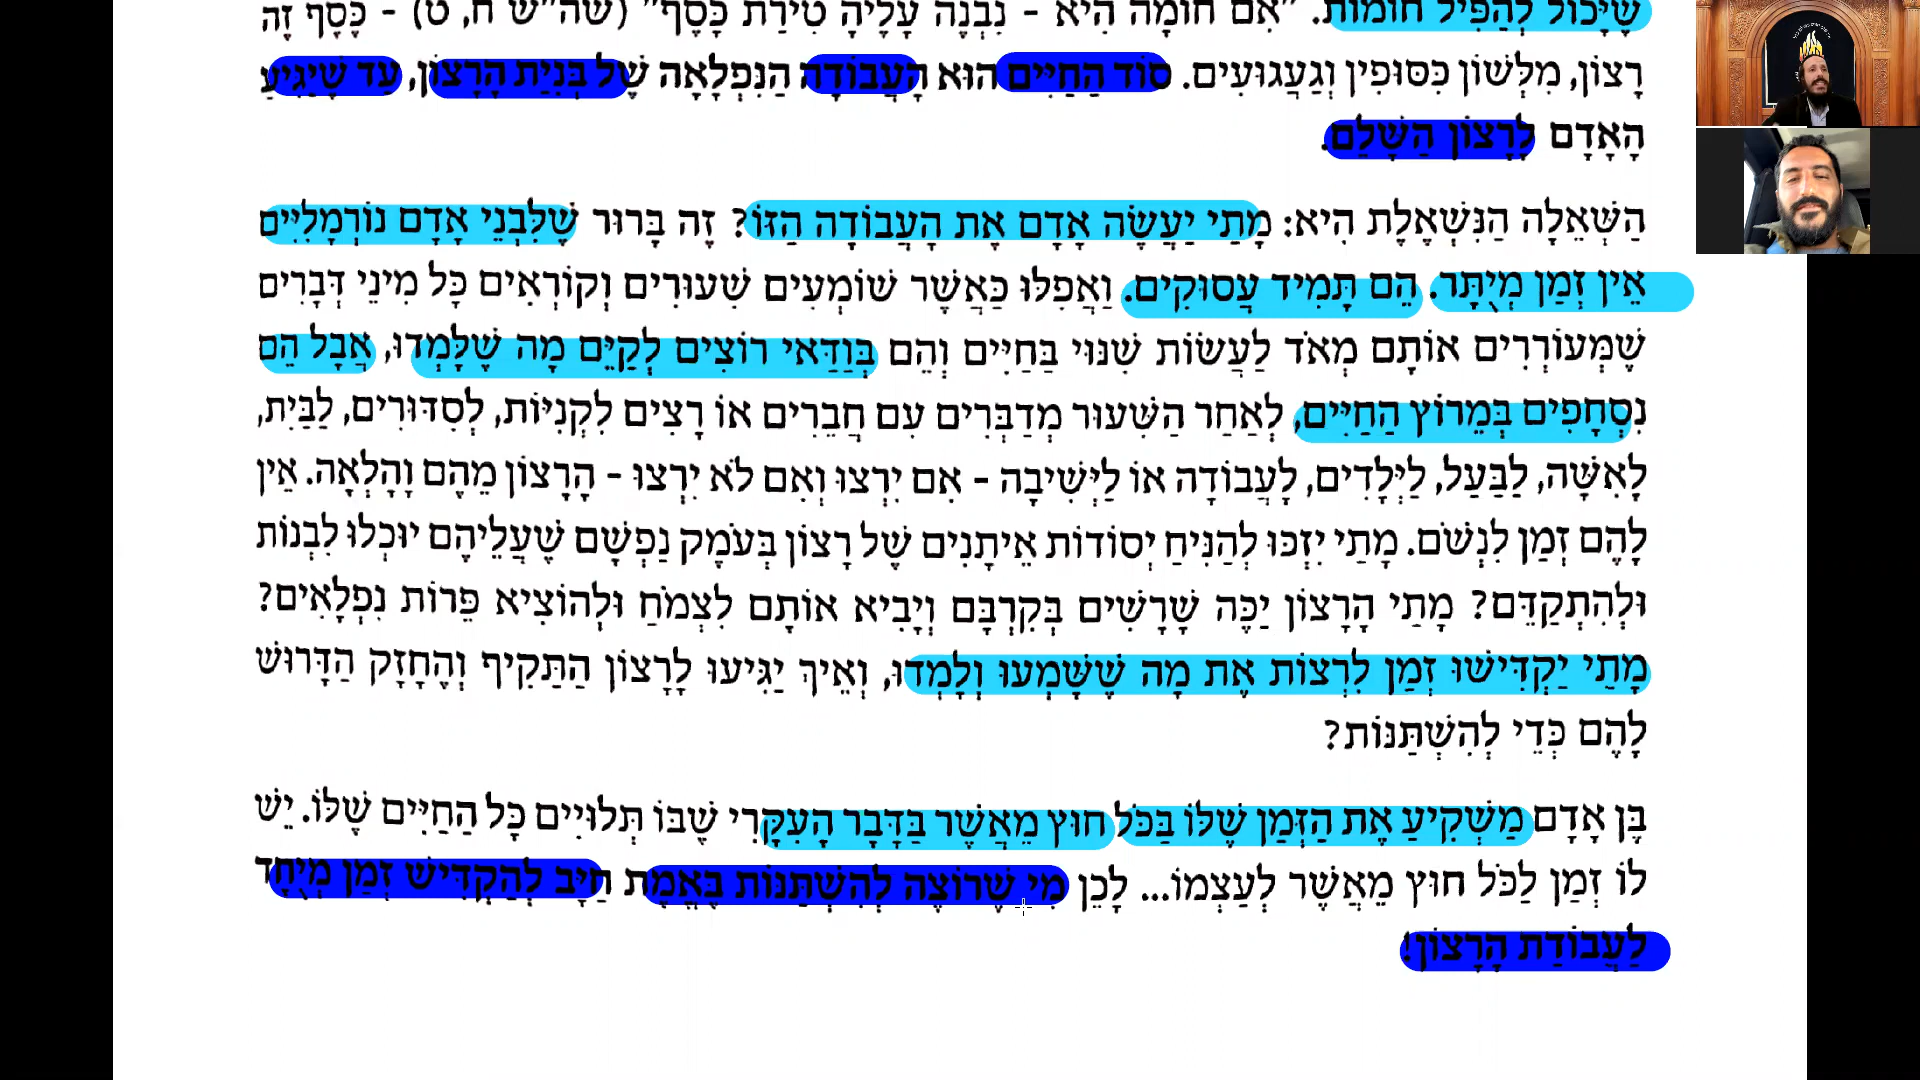 שֶׁיָּכוֹל לְהַפִּיל חוֹמוֹת. "אִם חוֹמָה הִיא - נִבְנֶה עָלֶיהָ טִירַת כָּסֶף" (שה"ש ח, ט) - כֶּסֶף זֶה
רָצוֹן, מִלְּשׁוֹן כִּסּוּפִין וְגַעֲגוּעִים. סוֹד הַחַיִּים הוּא הָעֲבוֹדָה הַנִּפְלָאָה שֶׁל בְּנִיַּת הָרָצוֹן, עַד שֶׁיַּגִּיעַ
הָאָדָם לְרָצוֹן הַשָּׁלֵם.
הַשְּׁאֵלָה הַנִּשְׁאֶלֶת הִיא: מָתַי יַעֲשֶׂה אָדָם אֶת הָעֲבוֹדָה הַזּוֹ? זֶה בָּרוּר שֶׁלִּבְנֵי אָדָם נוֹרְמָלִיִּים
אֵין זְמַן מְיֻתָּר. הֵם תָּמִיד עֲסוּקִים. וַאֲפִלּוּ כַּאֲשֶׁר שׁוֹמְעִים שִׁעוּרִים וְקוֹרְאִים כָּל מִינֵי דְּבָרִים
שֶׁמְּעוֹרְרִים אוֹתָם מְאֹד לַעֲשׂוֹת שִׁנּוּי בַּחַיִּים וְהֵם בְּוַדַּאי רוֹצִים לְקַיֵּם מָה שֶׁלָּמְדוּ, אֲבָל הֵם
נִסְחָפִים בְּמֵרוֹץ הַחַיִּים, לְאַחַר הַשִּׁעוּר מְדַבְּרִים עִם חֲבֵרִים אוֹ רָצִים לִקְנִיּוֹת, לְסִדּוּרִים, לַבַּיִת,
לָאִשָּׁה, לַבַּעַל, לַיְּלָדִים, לָעֲבוֹדָה אוֹ לַיְּשִׁיבָה - אִם יִרְצוּ וְאִם לֹא יִרְצוּ - הָרָצוֹן מֵהֶם וָהָלְאָה. אֵין
לָהֶם זְמַן לִנְשֹׁם. מָתַי יִזְכּוּ לְהַנִּיחַ יְסוֹדוֹת אֵיתָנִים שֶׁל רָצוֹן בְּעֹמֶק נַפְשָׁם שֶׁעֲלֵיהֶם יוּכְלוּ לִבְנוֹת
וּלְהִתְקַדֵּם? מָתַי הָרָצוֹן יַכֶּה שָׁרָשִׁים בְּקִרְבָּם וְיָבִיא אוֹתָם לִצְמֹחַ וּלְהוֹצִיא פֵּרוֹת נִפְלָאִים?
מָתַי יַקְדִּישׁוּ זְמַן לִרְצוֹת אֶת מָה שֶׁשָּׁמְעוּ וְלָמְדוּ, וְאֵיךְ יַגִּיעוּ לָרָצוֹן הַתַּקִּיף וְהֶחָזָק הַדָּרוּשׁ
לָהֶם כְּדֵי לְהִשְׁתַּנּוֹת?
בֶּן אָדָם מַשְׁקִיעַ אֶת הַזְּמַן שֶׁלּוֹ בַּכֹּל חוּץ מֵאֲשֶׁר בַּדָּבָר הָעִקָּרִי שֶׁבּוֹ תְּלוּיִים כָּל הַחַיִּים שֶׁלּוֹ. יֵשׁ
לוֹ זְמַן לַכֹּל חוּץ מֵאֲשֶׁר לְעַצְמוֹ... לָכֵן מִי שֶׁרוֹצֶה לְהִשְׁתַּנּוֹת בֶּאֱמֶת חַיָּב לְהַקְדִּישׁ זְמַן מְיֻחָד
לַעֲבוֹדַת הָרָצוֹן!